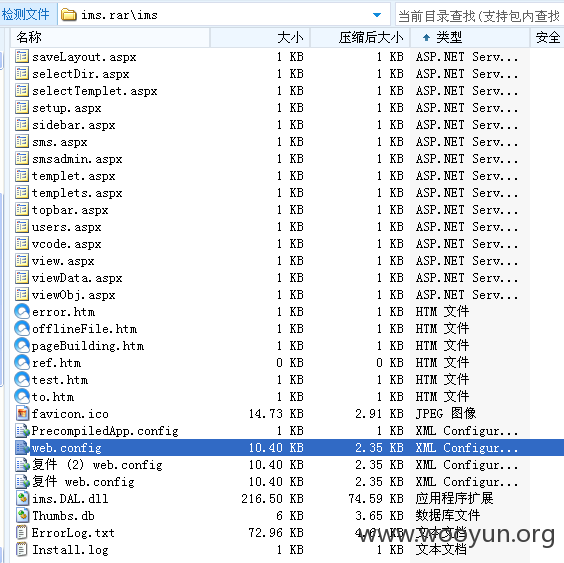 检测文件 ims.rar\ims 当前目录查找(支持包内查找
名称 大小 压缩后大小 类型 安全
saveLayout.aspx 1 KB 1 KB ASP.NET Serv...
selectDir.aspx 1 KB 1 KB ASP.NET Serv...
selectTemplet.aspx 1 KB 1 KB ASP.NET Serv...
setup.aspx 1 KB 1 KB ASP.NET Serv...
sidebar.aspx 1 KB 1 KB ASP.NET Serv...
sms.aspx 1 KB 1 KB ASP.NET Serv...
smsadmin.aspx 1 KB 1 KB ASP.NET Serv...
templet.aspx 1 KB 1 KB ASP.NET Serv...
templets.aspx 1 KB 1 KB ASP.NET Serv...
topbar.aspx 1 KB 1 KB ASP.NET Serv...
users.aspx 1 KB 1 KB ASP.NET Serv...
vcode.aspx 1 KB 1 KB ASP.NET Serv...
view.aspx 1 KB 1 KB ASP.NET Serv...
viewData.aspx 1 KB 1 KB ASP.NET Serv...
viewObj.aspx 1 KB 1 KB ASP.NET Serv...
error.htm 1 KB 1 KB HTM 文件
offlineFile.htm 1 KB 1 KB HTM 文件
pageBuilding.htm 1 KB 1 KB HTM 文件
ref.htm 0 KB 0 KB HTM 文件
test.htm 1 KB 1 KB HTM 文件
to.htm 1 KB 1 KB HTM 文件
favicon.ico 14.73 KB 2.91 KB JPEG 图像
PrecompiledApp.config 1 KB 1 KB XML Configur...
web.config 10.40 KB 2.35 KB XML Configur...
复件 (2) web.config 10.40 KB 2.35 KB XML Configur...
复件 web.config 10.40 KB 2.35 KB XML Configur...
ims.DAL.dll 216.50 KB 74.59 KB 应用程序扩展
Thumbs.db 6 KB 3.65 KB 数据库文件
ErrorLog.txt 72.96 KB KB 文本文档
Install.log 1 KB 1 KB 文本文档
www.wooyun.org